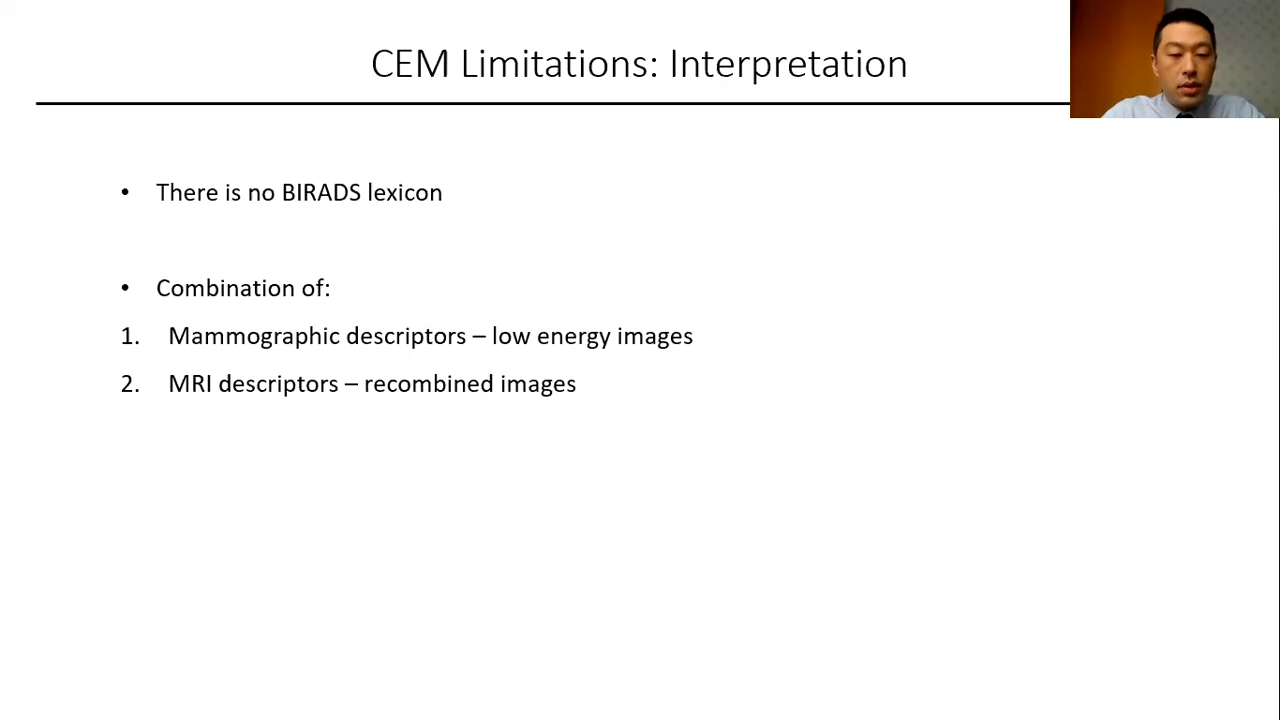 CEM Limitations: Interpretation
• There is no BIRADS lexicon
• Combination of:
1. Mammographic descriptors – low energy images
2. MRI descriptors – recombined images